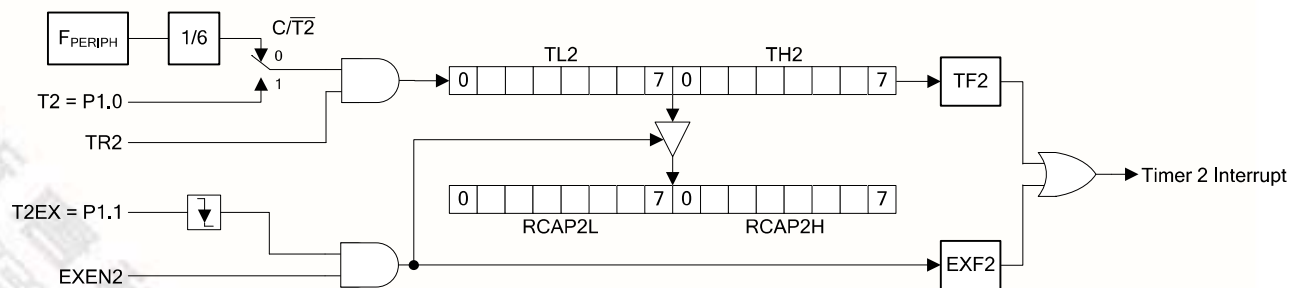 F_PERIPH 1/6 C/T2
0
1
T2 = P1.0
TR2
TL2 TH2
0 7 0 7
TF2
T2EX = P1.1
EXEN2
0 7 0 7
RCAP2L RCAP2H
EXF2
Timer 2 Interrupt